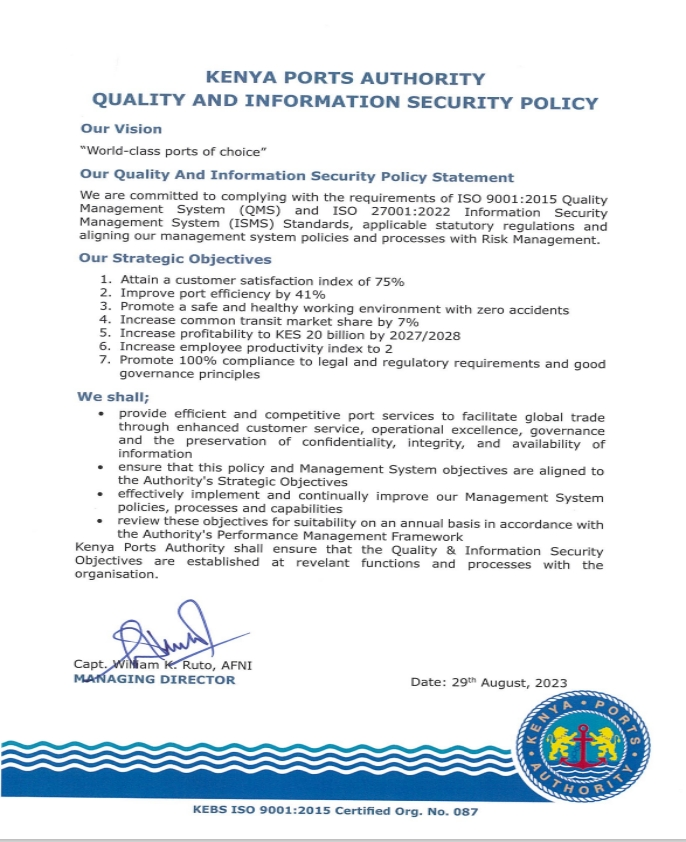 KENYA PORTS AUTHORITY
QUALITY AND INFORMATION SECURITY POLICY
Our Vision
“World-class ports of choice”
Our Quality And Information Security Policy Statement
We are committed to complying with the requirements of ISO 9001:2015 Quality
Management System (QMS) and ISO 27001:2022 Information Security
Management System (ISMS) Standards, applicable statutory regulations and
aligning our management system policies and processes with Risk Management.
Our Strategic Objectives
1. Attain a customer satisfaction index of 75%
2. Improve port efficiency by 41%
3. Promote a safe and healthy working environment with zero accidents
4. Increase common transit market share by 7%
5. Increase profitability to KES 20 billion by 2027/2028
6. Increase employee productivity index to 2
7. Promote 100% compliance to legal and regulatory requirements and good
governance principles
We shall;
• provide efficient and competitive port services to facilitate global trade
through enhanced customer service, operational excellence, governance
and the preservation of confidentiality, integrity, and availability of
information
• ensure that this policy and Management System objectives are aligned to
the Authority's Strategic Objectives
• effectively implement and continually improve our Management System
policies, processes and capabilities
• review these objectives for suitability on an annual basis in accordance with
the Authority's Performance Management Framework
Kenya Ports Authority shall ensure that the Quality & Information Security
Objectives are established at revelant functions and processes with the
organisation.
Capt. William K. Ruto, AFNI
MANAGING DIRECTOR
Date: 29th August, 2023
KENYA • PORTS
AUTHORITY
KEBS ISO 9001:2015 Certified Org. No. 087